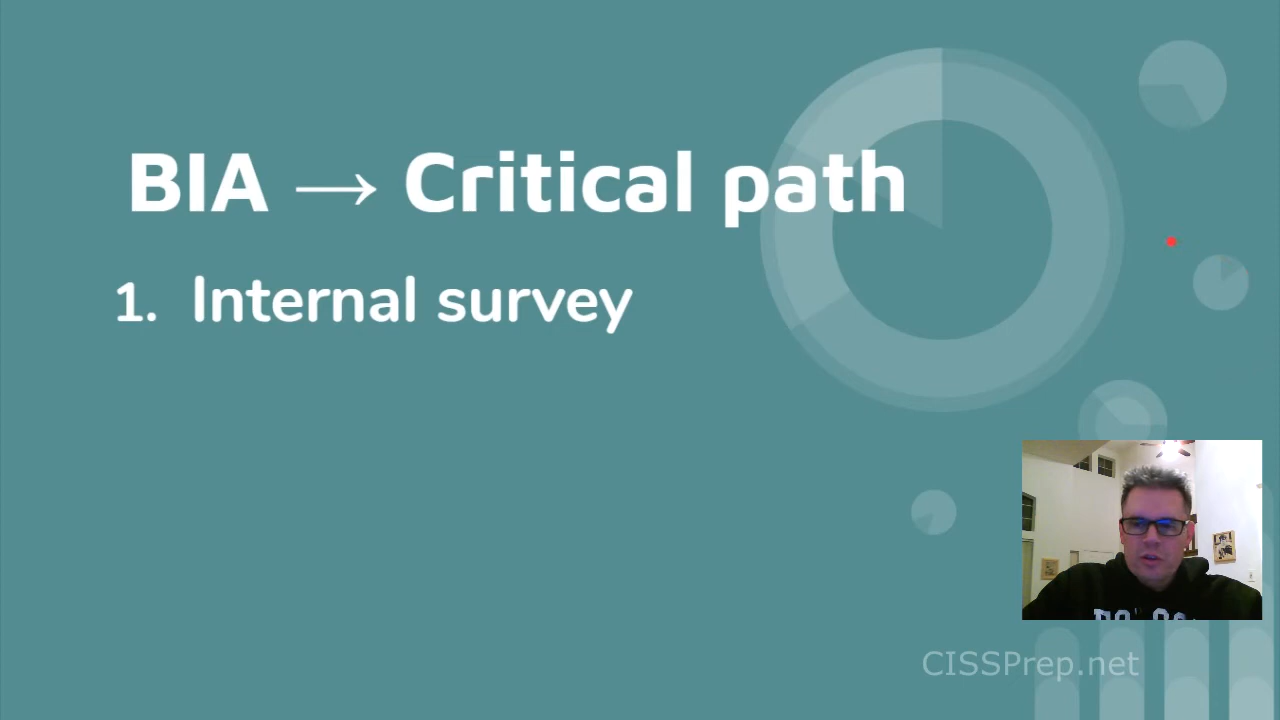 BIA → Critical path
1. Internal survey
CISSPrep.net